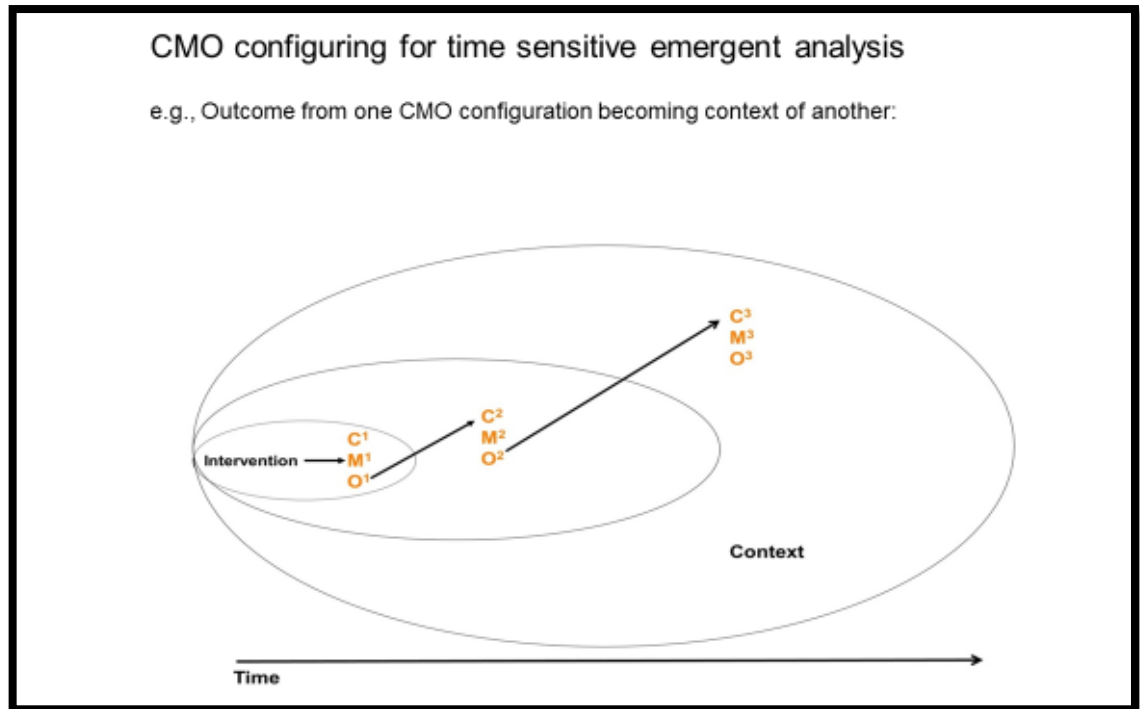 CMO configuring for time sensitive emergent analysis
e.g., Outcome from one CMO configuration becoming context of another:
C³
M³
O³
C²
M²
O²
C¹
Intervention
M¹
O¹
Context
Time